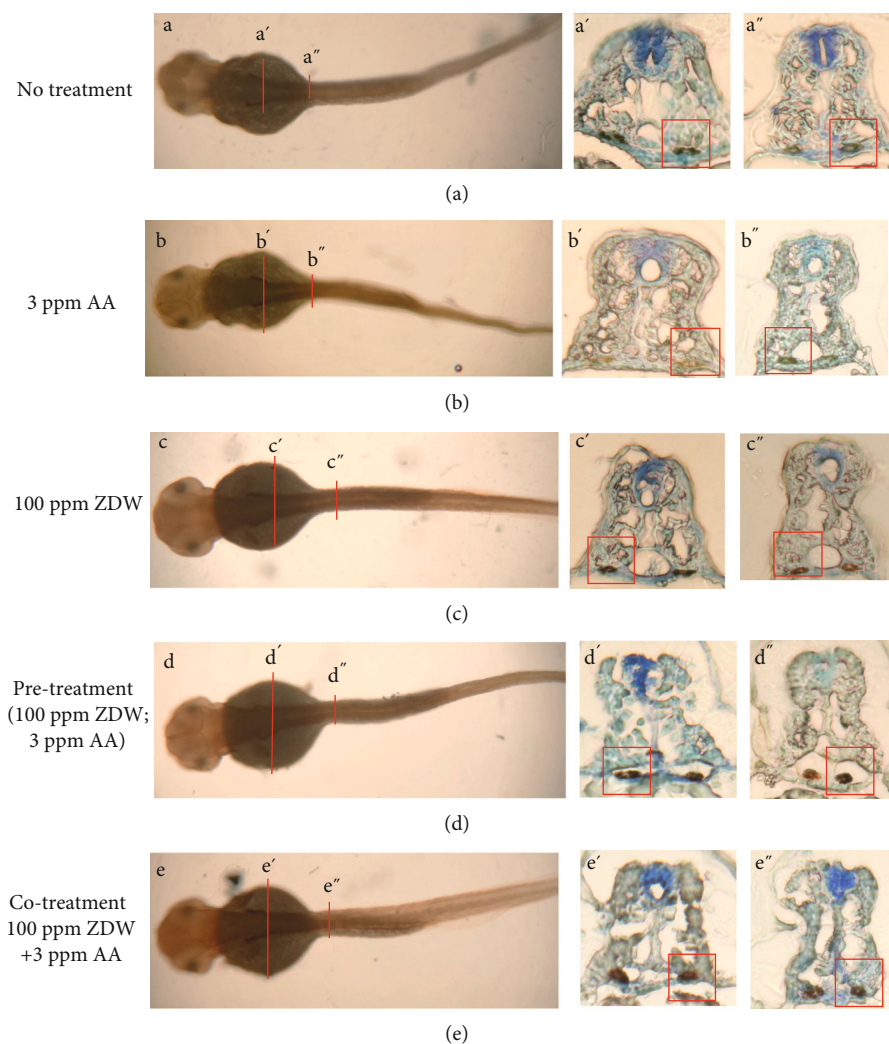 No treatment
a
a′
a″
a′
a″
(a)
3 ppm AA
b
b′
b″
b′
b″
(b)
100 ppm ZDW
c
c′
c″
c′
c″
(c)
Pre-treatment
(100 ppm ZDW;
3 ppm AA)
d
d′
d″
d′
d″
(d)
Co-treatment
100 ppm ZDW
+3 ppm AA
e
e′
e″
e′
e″
(e)